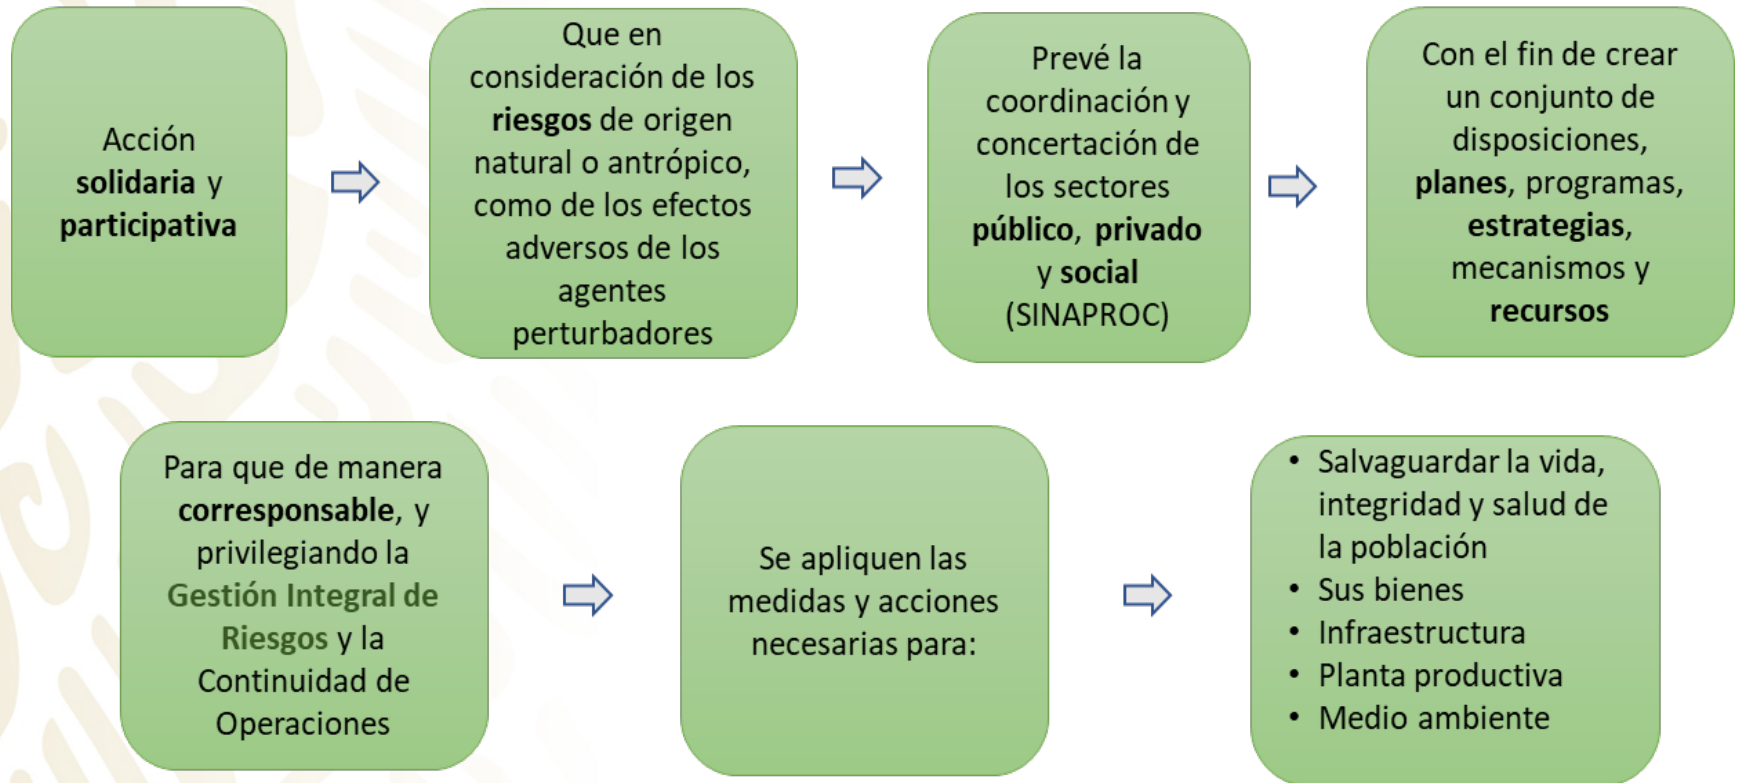 Acción
solidaria y
participativa
Que en
consideración de los
riesgos de origen
natural o antrópico,
como de los efectos
adversos de los
agentes
perturbadores
Prevé la
coordinación y
concertación de
los sectores
público, privado
y social
(SINAPROC)
Con el fin de crear
un conjunto de
disposiciones,
planes, programas,
estrategias,
mecanismos y
recursos
Para que de manera
corresponsable, y
privilegiando la
Gestión Integral de
Riesgos y la
Continuidad de
Operaciones
Se apliquen las
medidas y acciones
necesarias para:
• Salvaguardar la vida,
integridad y salud de
la población
• Sus bienes
• Infraestructura
• Planta productiva
• Medio ambiente